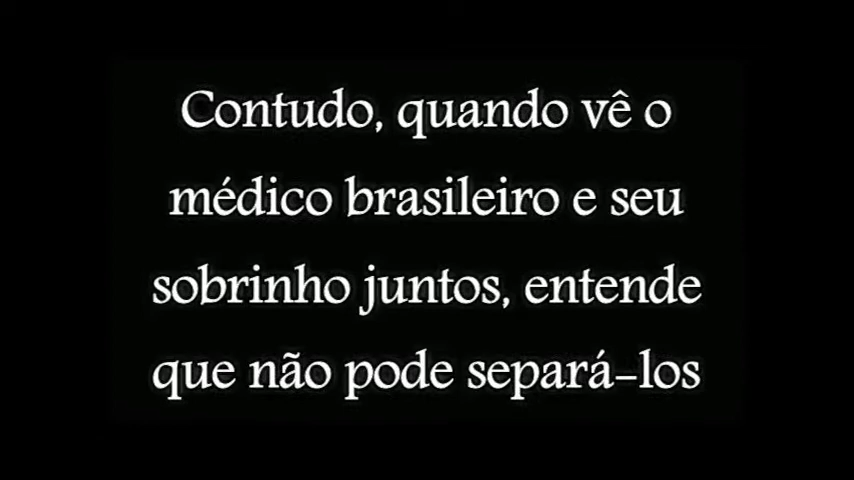 Contudo, quando vê o
médico brasileiro e seu
sobrinho juntos, entende
que não pode separá-los